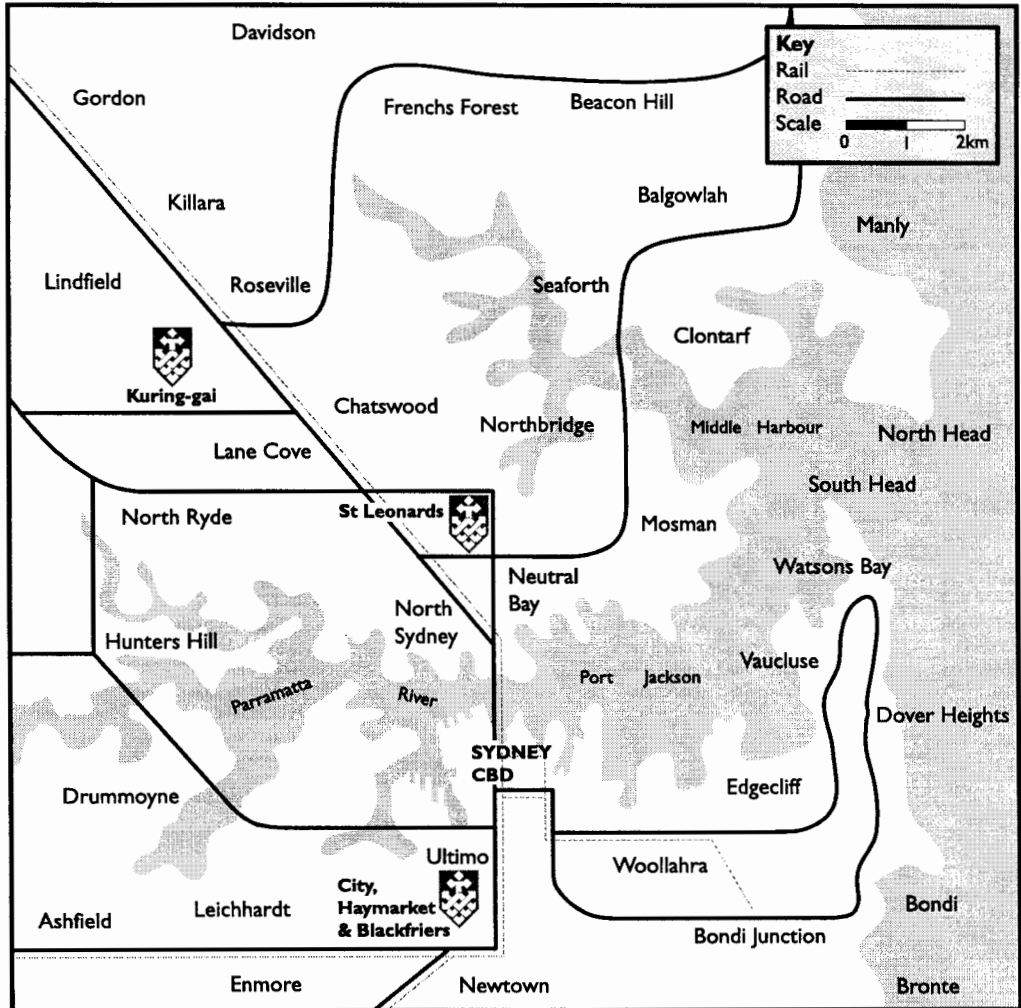 Davidson
Key
Rail
Road
Scale
0 1 2km
Gordon
Frenchs Forest
Beacon Hill
Killara
Balgowlah
Manly
Lindfield
Roseville
Seaforth
Clontarf
Kuring-gai
Chatswood
Northbridge
Middle Harbour
North Head
Lane Cove
South Head
North Ryde
St Leonards
Mosman
Watsons Bay
Neutral
Bay
North
Sydney
Hunters Hill
Vaucluse
Port Jackson
Parramatta
River
Dover Heights
SYDNEY
CBD
Drummoyne
Edgecliff
Ultimo
Woollahra
City,
Haymarket
& Blackfriers
Ashfield
Leichhardt
Bondi
Bondi Junction
Enmore
Newtown
Bronte